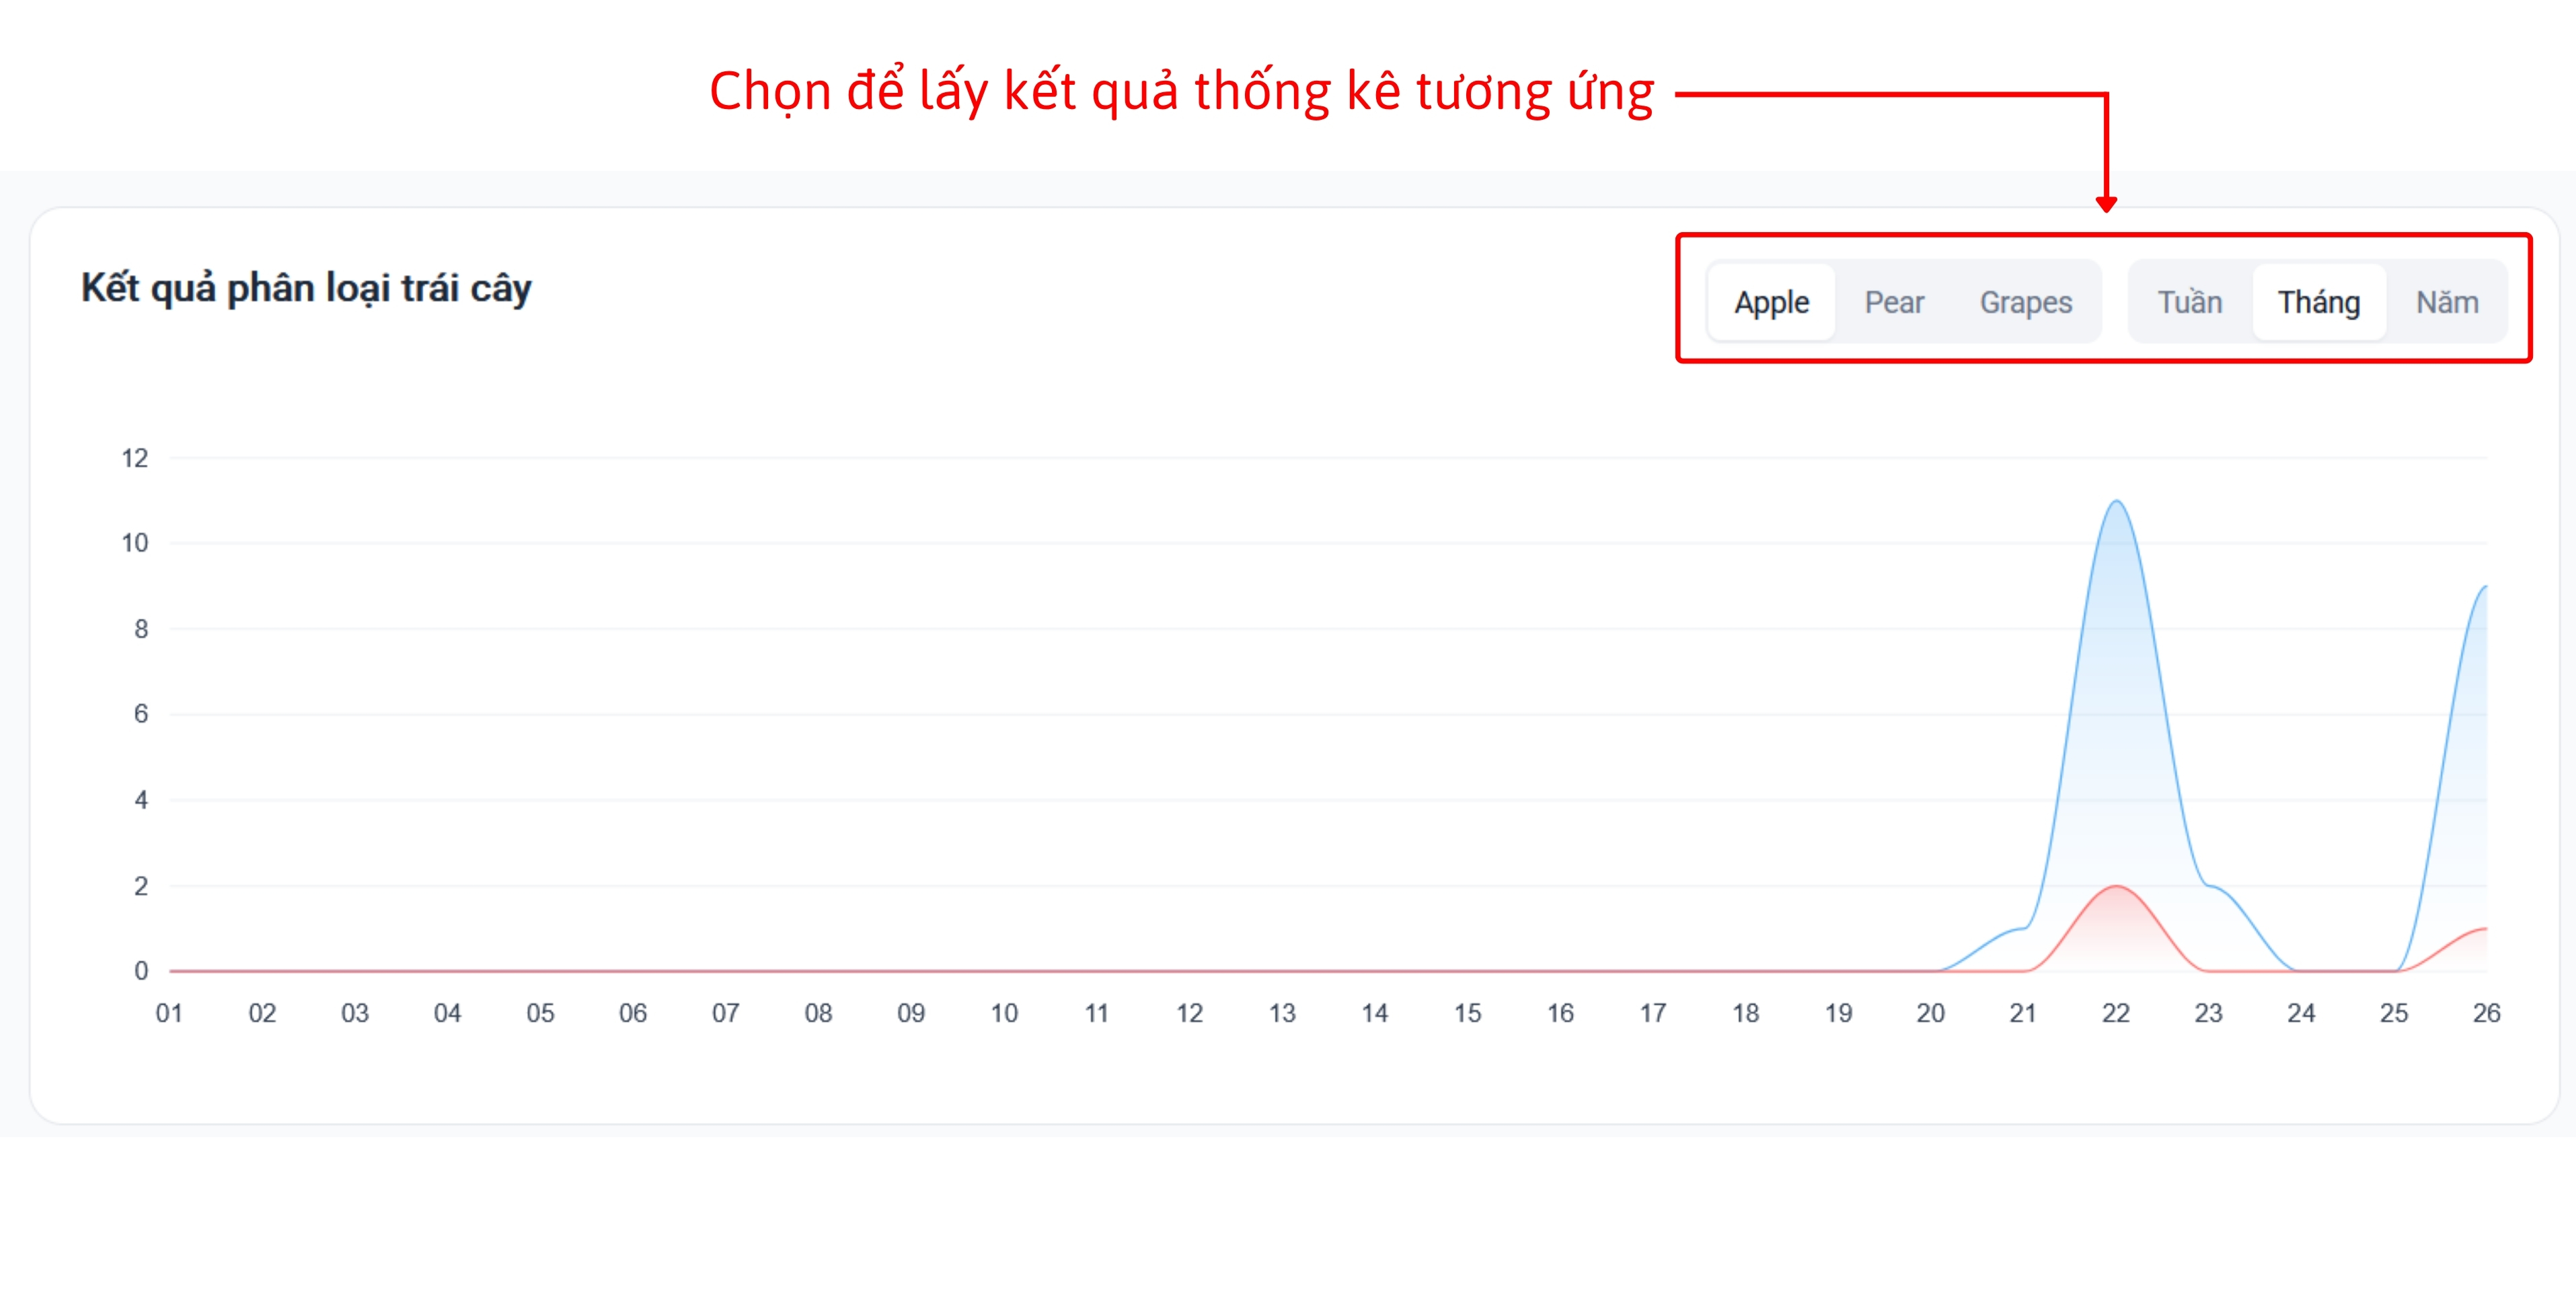 Chọn để lấy kết quả thống kê tương ứng
Kết quả phân loại trái cây
Apple Pear Grapes Tuần Tháng Năm
12
10
8
6
4
2
0
01 02 03 04 05 06 07 08 09 10 11 12 13 14 15 16 17 18 19 20 21 22 23 24 25 26